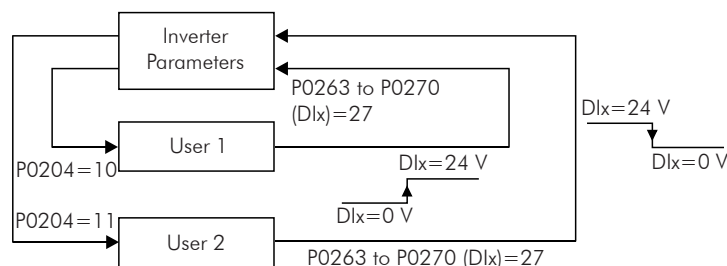 Inverter
Parameters
P0263 to P0270
(DIx)=27
DIx=24 V
User 1
DIx=0 V
P0204=10
DIx=24 V
P0204=11
DIx=0 V
User 2
P0263 to P0270 (DIx)=27